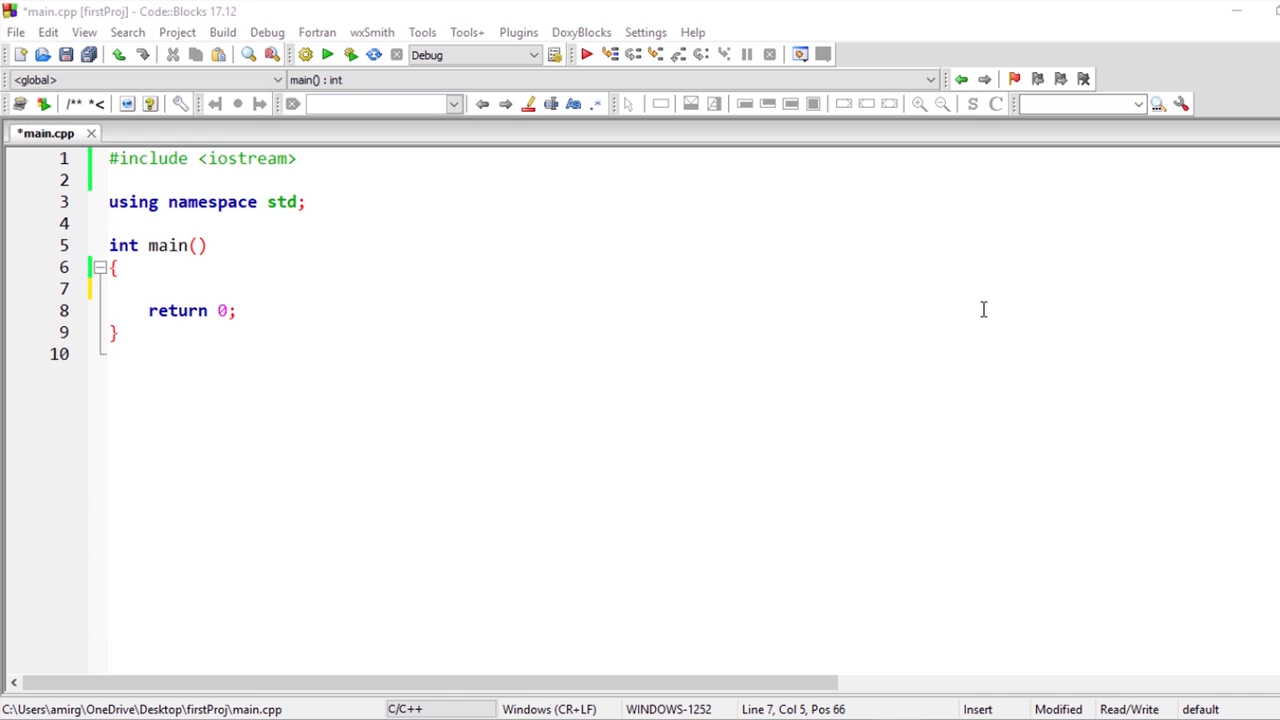 *main.cpp [firstProj] - Code::Blocks 17.12
File Edit View Search Project Build Debug Fortran wxSmith Tools Tools+ Plugins DoxyBlocks Settings Help
Debug
<global> main() : int
/** *< Aa .* S C
*main.cpp
1 #include <iostream>
2
3 using namespace std;
4
5 int main()
6 {
7
8 return 0;
9 }
10
C:\Users\amirg\OneDrive\Desktop\firstProj\main.cpp C/C++ Windows (CR+LF) WINDOWS-1252 Line 7, Col 5, Pos 66 Insert Modified Read/Write default